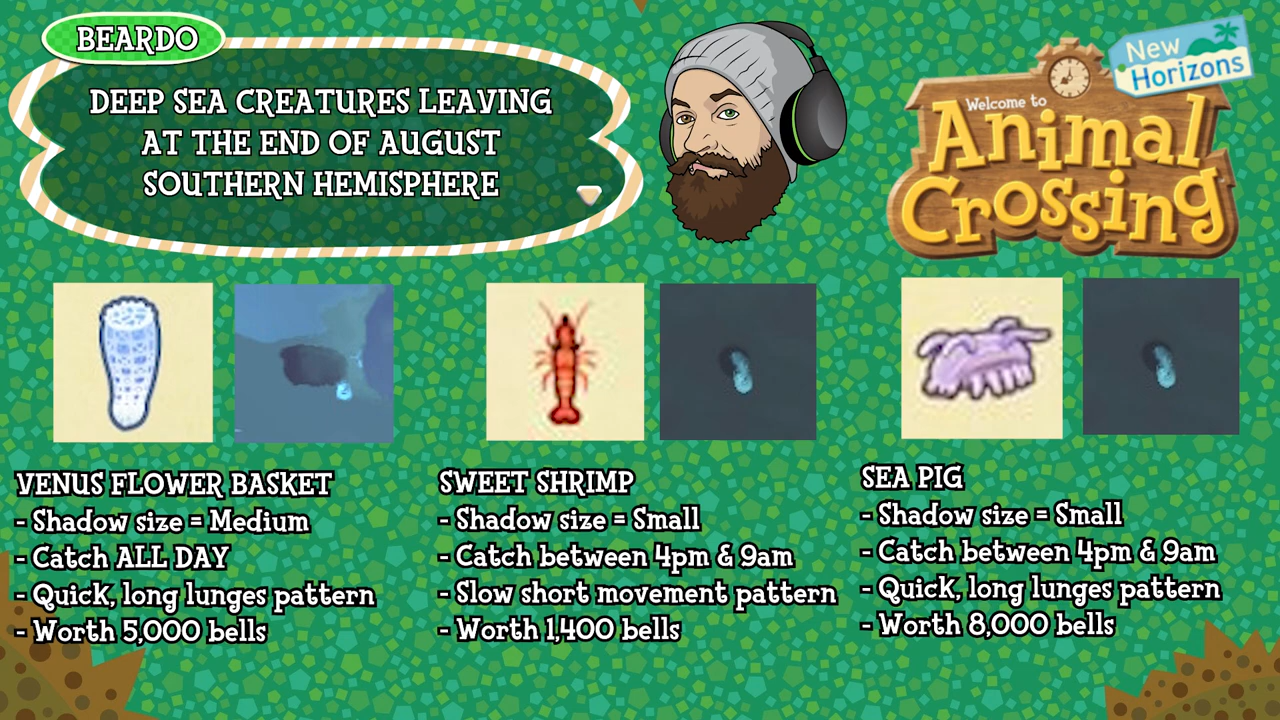 BEARDO
DEEP SEA CREATURES LEAVING
AT THE END OF AUGUST
SOUTHERN HEMISPHERE
New
Horizons
Welcome to
Animal
Crossing
VENUS FLOWER BASKET
- Shadow size = Medium
- Catch ALL DAY
- Quick, long lunges pattern
- Worth 5,000 bells
SWEET SHRIMP
- Shadow size = Small
- Catch between 4pm & 9am
- Slow short movement pattern
- Worth 1,400 bells
SEA PIG
- Shadow size = Small
- Catch between 4pm & 9am
- Quick, long lunges pattern
- Worth 8,000 bells